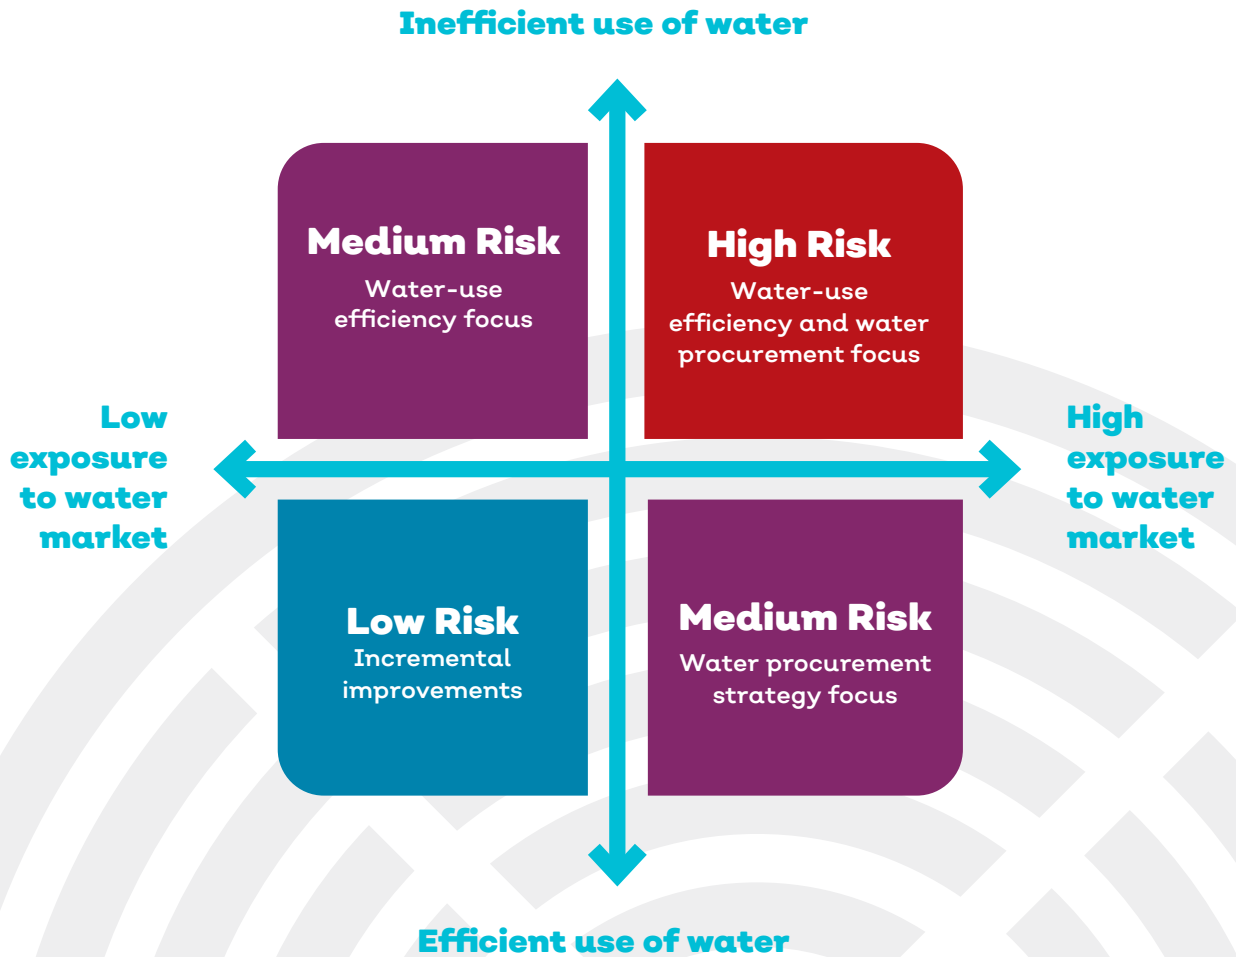 Inefficient use of water
Medium Risk
Water-use
efficiency focus
High Risk
Water-use
efficiency and water
procurement focus
Low
exposure
to water
market
High
exposure
to water
market
Low Risk
Incremental
improvements
Medium Risk
Water procurement
strategy focus
Efficient use of water